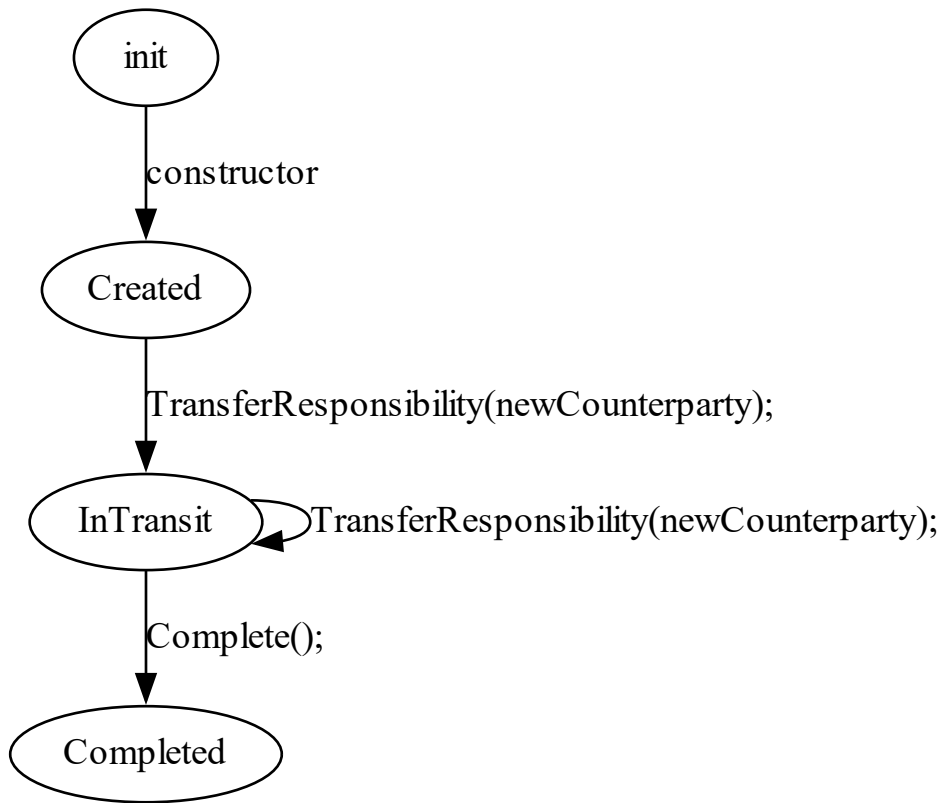 init
constructor
Created
TransferResponsibility(newCounterparty);
InTransit
TransferResponsibility(newCounterparty);
Complete();
Completed